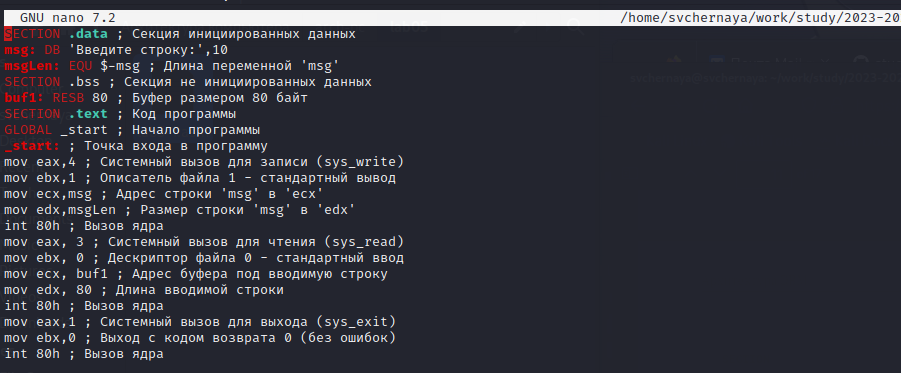 GNU nano 7.2 /home/svchernaya/work/study/2023-20
SECTION .data ; Секция инициированных данных
msg: DB 'Введите строку:',10
msgLen: EQU $-msg ; Длина переменной 'msg'
SECTION .bss ; Секция не инициированных данных
buf1: RESB 80 ; Буфер размером 80 байт
SECTION .text ; Код программы
GLOBAL _start ; Начало программы
_start: ; Точка входа в программу
mov eax,4 ; Системный вызов для записи (sys_write)
mov ebx,1 ; Описатель файла 1 - стандартный вывод
mov ecx,msg ; Адрес строки 'msg' в 'ecx'
mov edx,msgLen ; Размер строки 'msg' в 'edx'
int 80h ; Вызов ядра
mov eax, 3 ; Системный вызов для чтения (sys_read)
mov ebx, 0 ; Дескриптор файла 0 - стандартный ввод
mov ecx, buf1 ; Адрес буфера под вводимую строку
mov edx, 80 ; Длина вводимой строки
int 80h ; Вызов ядра
mov eax,1 ; Системный вызов для выхода (sys_exit)
mov ebx,0 ; Выход с кодом возврата 0 (без ошибок)
int 80h ; Вызов ядра